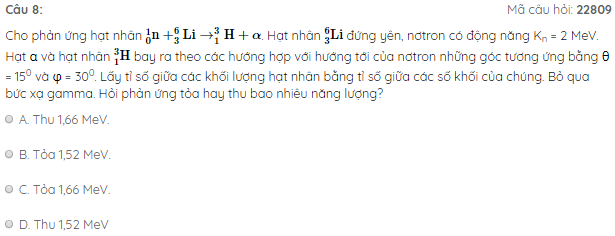 Câu 8: Mã câu hỏi: 22809
Cho phản ứng hạt nhân ¹₀n + ⁶₃Li → ³₁H + α. Hạt nhân ⁶₃Li đứng yên, nơtron có động năng Kₙ = 2 MeV.
Hạt α và hạt nhân ³₁H bay ra theo các hướng hợp với hướng tới của nơtron những góc tương ứng bằng θ
= 15⁰ và φ = 30⁰. Lấy tỉ số giữa các khối lượng hạt nhân bằng tỉ số giữa các số khối của chúng. Bỏ qua
bức xạ gamma. Hỏi phản ứng tỏa hay thu bao nhiêu năng lượng?
A. Thu 1,66 MeV.
B. Tỏa 1,52 MeV.
C. Tỏa 1,66 MeV.
D. Thu 1,52 MeV